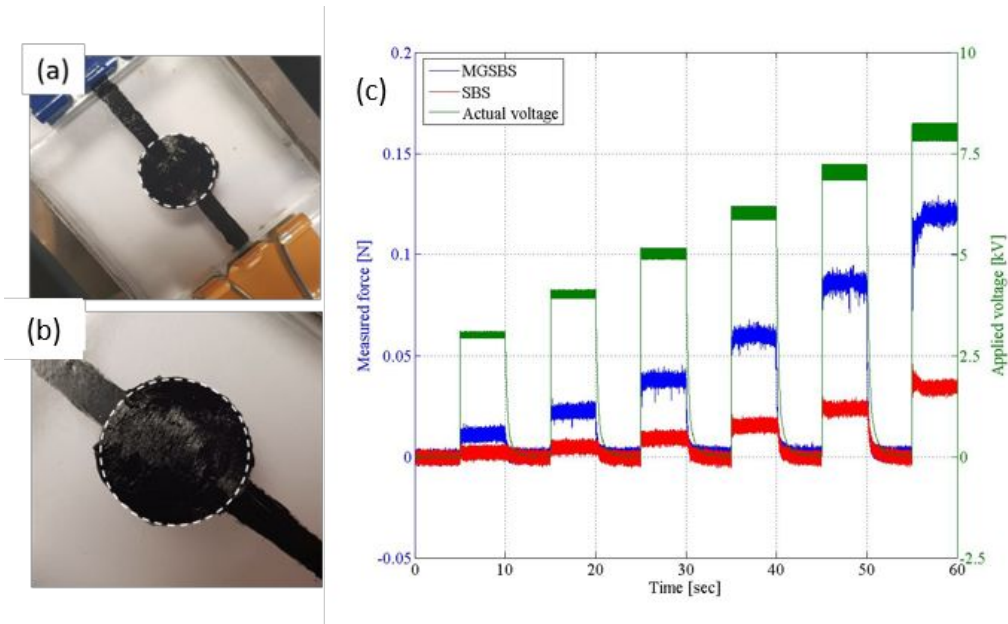 (a)
(b)
(c)
MGSBS
SBS
Actual voltage
0.2
0.15
0.1
0.05
0
-0.05
Measured force [N]
10
7.5
5
2.5
0
-2.5
Applied voltage [kV]
0
10
20
30
40
50
60
Time [sec]